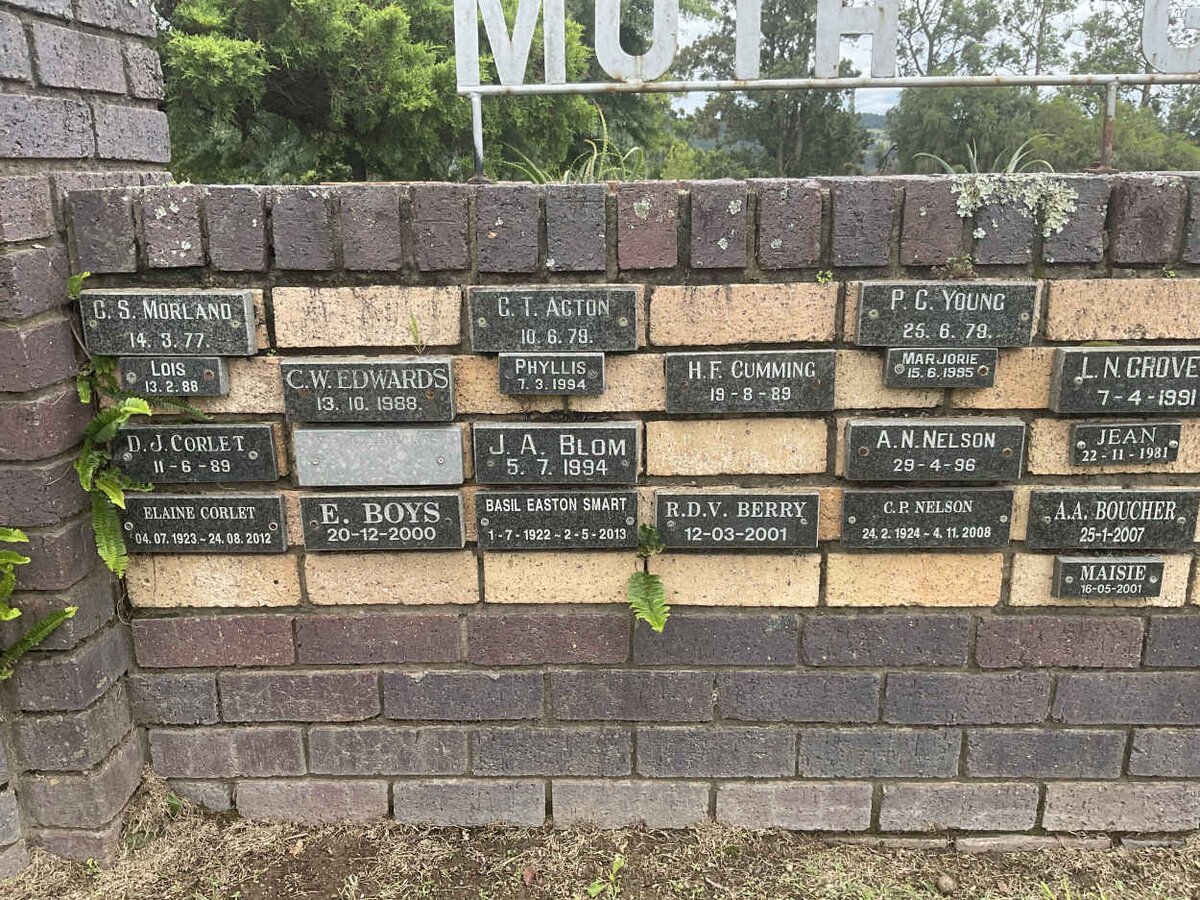 MOTH
C. S. MORLAND
14. 3. 77.
LOIS
13. 2. 88
C.W. EDWARDS
13. 10. 1988.
C. T. ACTON
10. 6. 79.
PHYLLIS
7. 3. 1994
H.F. CUMMING
19 - 8 - 89
P. C. YOUNG
25. 6. 79.
MARJORIE
15. 6. 1995
L.N. GROVE
7-4-1991
D. J. CORLET
11 - 6 - 89
J. A. BLOM
5. 7. 1994
A. N. NELSON
29 - 4 - 96
JEAN
22 - 11 - 1981
ELAINE CORLET
04. 07. 1923 ~ 24. 08. 2012
E. BOYS
20-12-2000
BASIL EASTON SMART
1 - 7 - 1922 ~ 2 - 5 - 2013
R.D.V. BERRY
12-03-2001
C.P. NELSON
24. 2. 1924 ~ 4. 11. 2008
A.A. BOUCHER
25-1-2007
MAISIE
16-05-2001